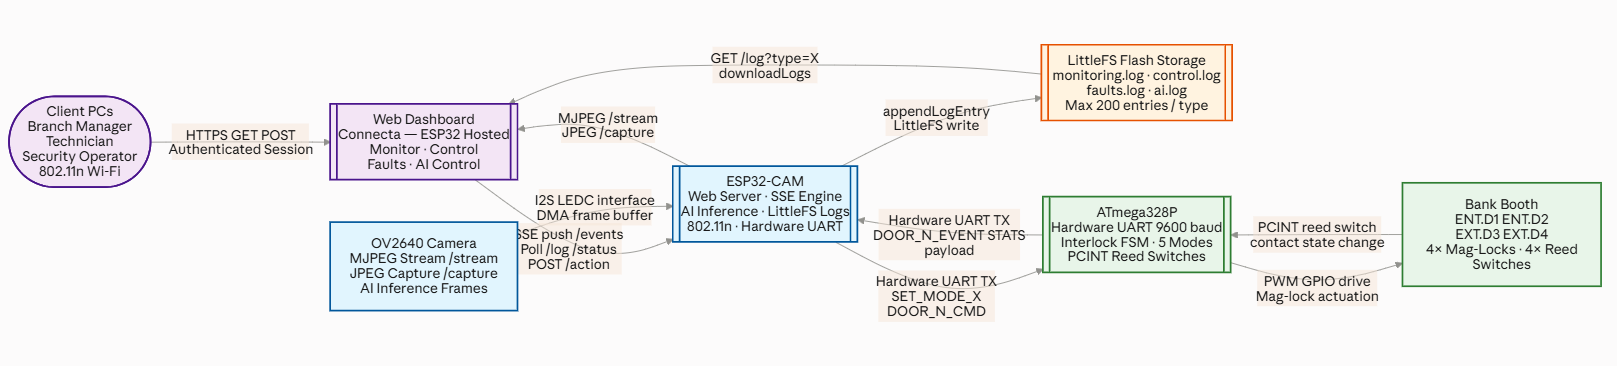 Client PCs
Branch Manager
Technician
Security Operator
802.11n Wi-Fi
HTTPS GET POST
Authenticated Session
Web Dashboard
Connecta — ESP32 Hosted
Monitor · Control
Faults · AI Control
OV2640 Camera
MJPEG Stream /stream
JPEG Capture /capture
AI Inference Frames
GET /log?type=X
downloadLogs
MJPEG /stream
JPEG /capture
I2S LEDC interface
DMA frame buffer
SSE push /events
Poll /log /status
POST /action
ESP32-CAM
Web Server · SSE Engine
AI Inference · LittleFS Logs
802.11n · Hardware UART
appendLogEntry
LittleFS write
LittleFS Flash Storage
monitoring.log · control.log
faults.log · ai.log
Max 200 entries / type
Hardware UART TX
DOOR_N_EVENT STATS
payload
Hardware UART TX
SET_MODE_X
DOOR_N_CMD
ATmega328P
Hardware UART 9600 baud
Interlock FSM · 5 Modes
PCINT Reed Switches
PCINT reed switch
contact state change
PWM GPIO drive
Mag-lock actuation
Bank Booth
ENT.D1 ENT.D2
EXT.D3 EXT.D4
4× Mag-Locks · 4× Reed
Switches